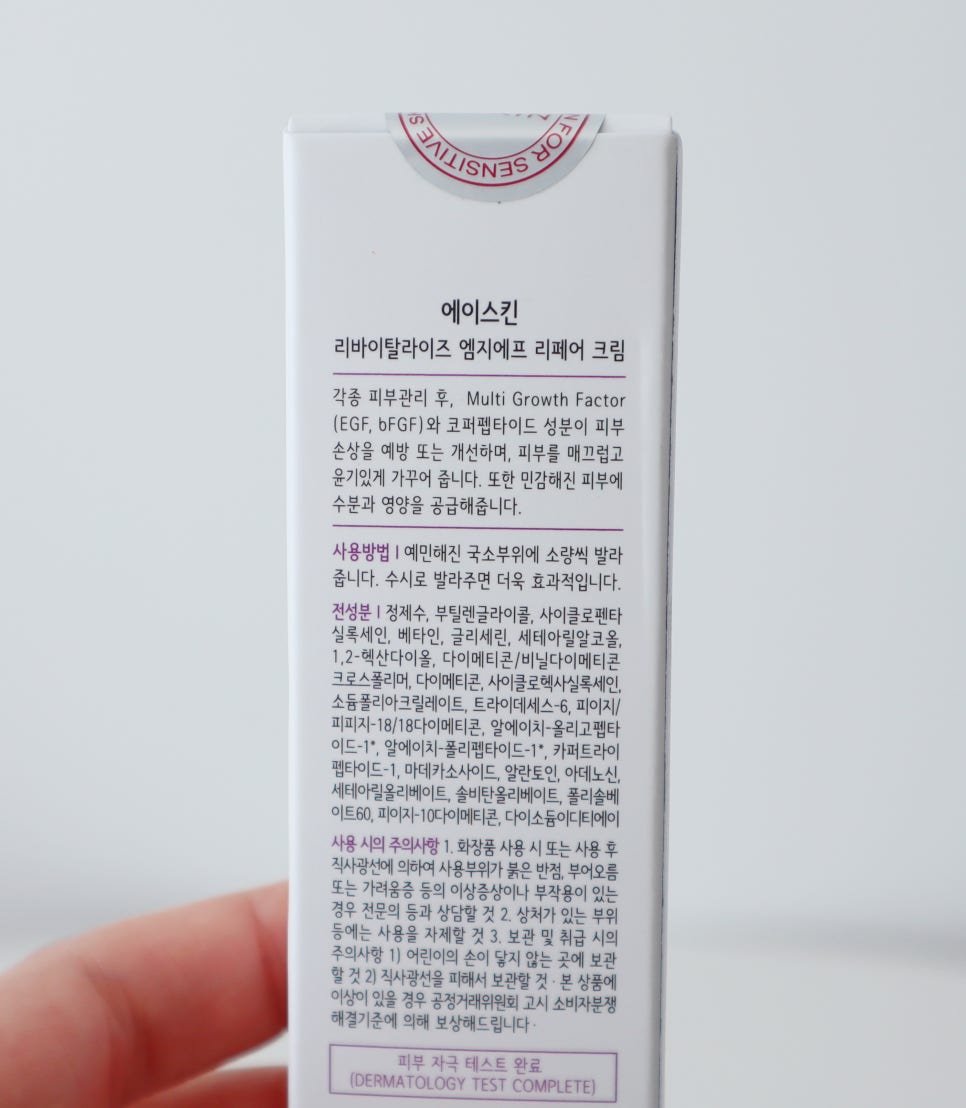 N FOR SENSITIVE S
에이스킨
리바이탈라이즈 엠지에프 리페어 크림
각종 피부관리 후, Multi Growth Factor
(EGF, bFGF)와 코퍼펩타이드 성분이 피부
손상을 예방 또는 개선하며, 피부를 매끄럽고
윤기있게 가꾸어 줍니다. 또한 민감해진 피부에
수분과 영양을 공급해줍니다.
사용방법 | 예민해진 국소부위에 소량씩 발라
줍니다. 수시로 발라주면 더욱 효과적입니다.
전성분 | 정제수, 부틸렌글라이콜, 사이클로펜타
실록세인, 베타인, 글리세린, 세테아릴알코올,
1,2-헥산다이올, 다이메티콘/비닐다이메티콘
크로스폴리머, 다이메티콘, 사이클로헥사실록세인,
소듐폴리아크릴레이트, 트라이데세스-6, 피이지/
피피지-18/18다이메티콘, 알에이치-올리고펩타
이드-1*, 알에이치-폴리펩타이드-1*, 카퍼트라이
펩타이드-1, 마데카소사이드, 알란토인, 아데노신,
세테아릴올리베이트, 솔비탄올리베이트, 폴리솔베
이트60, 피이지-10다이메티콘, 다이소듐이디티에이
사용 시의 주의사항 1. 화장품 사용 시 또는 사용 후
직사광선에 의하여 사용부위가 붉은 반점, 부어오름
또는 가려움증 등의 이상증상이나 부작용이 있는
경우 전문의 등과 상담할 것 2. 상처가 있는 부위
등에는 사용을 자제할 것 3. 보관 및 취급 시의
주의사항 1) 어린이의 손이 닿지 않는 곳에 보관
할 것 2) 직사광선을 피해서 보관할 것 · 본 상품에
이상이 있을 경우 공정거래위원회 고시 소비자분쟁
해결기준에 의해 보상해드립니다·
피부 자극 테스트 완료
(DERMATOLOGY TEST COMPLETE)